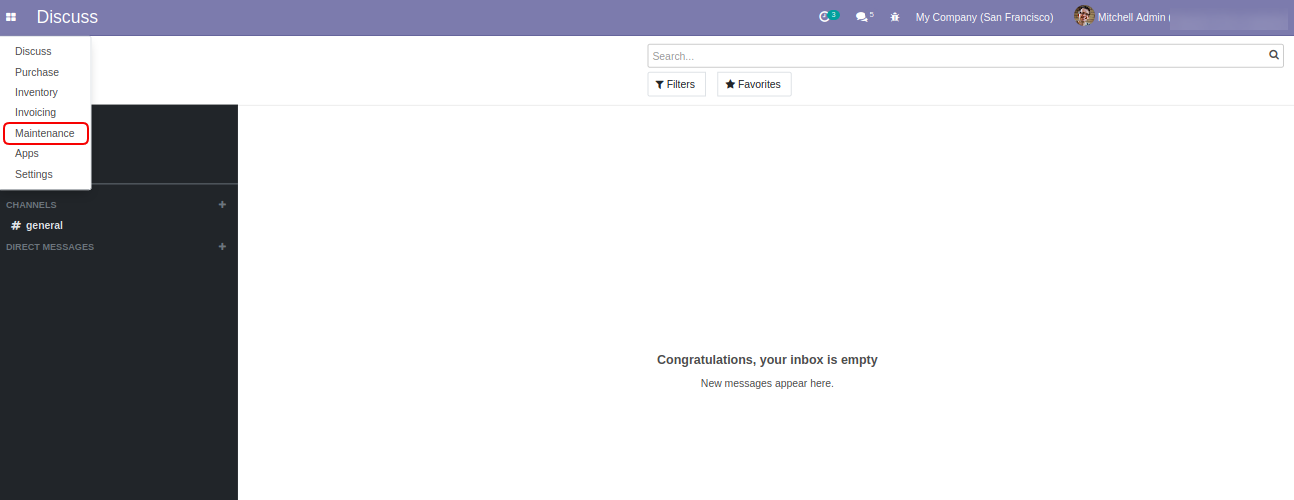 Discuss
3
5
My Company (San Francisco)
Mitchell Admin (
Discuss
Purchase
Inventory
Invoicing
Maintenance
Apps
Settings
Search...
Filters
Favorites
CHANNELS +
# general
DIRECT MESSAGES +
Congratulations, your inbox is empty
New messages appear here.